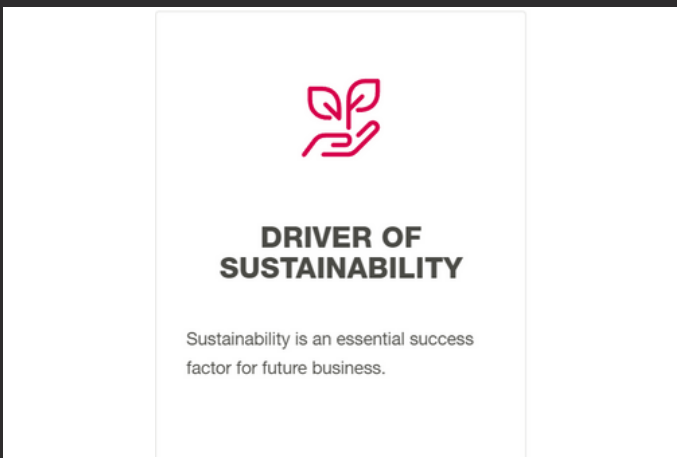 DRIVER OF
SUSTAINABILITY
Sustainability is an essential success
factor for future business.